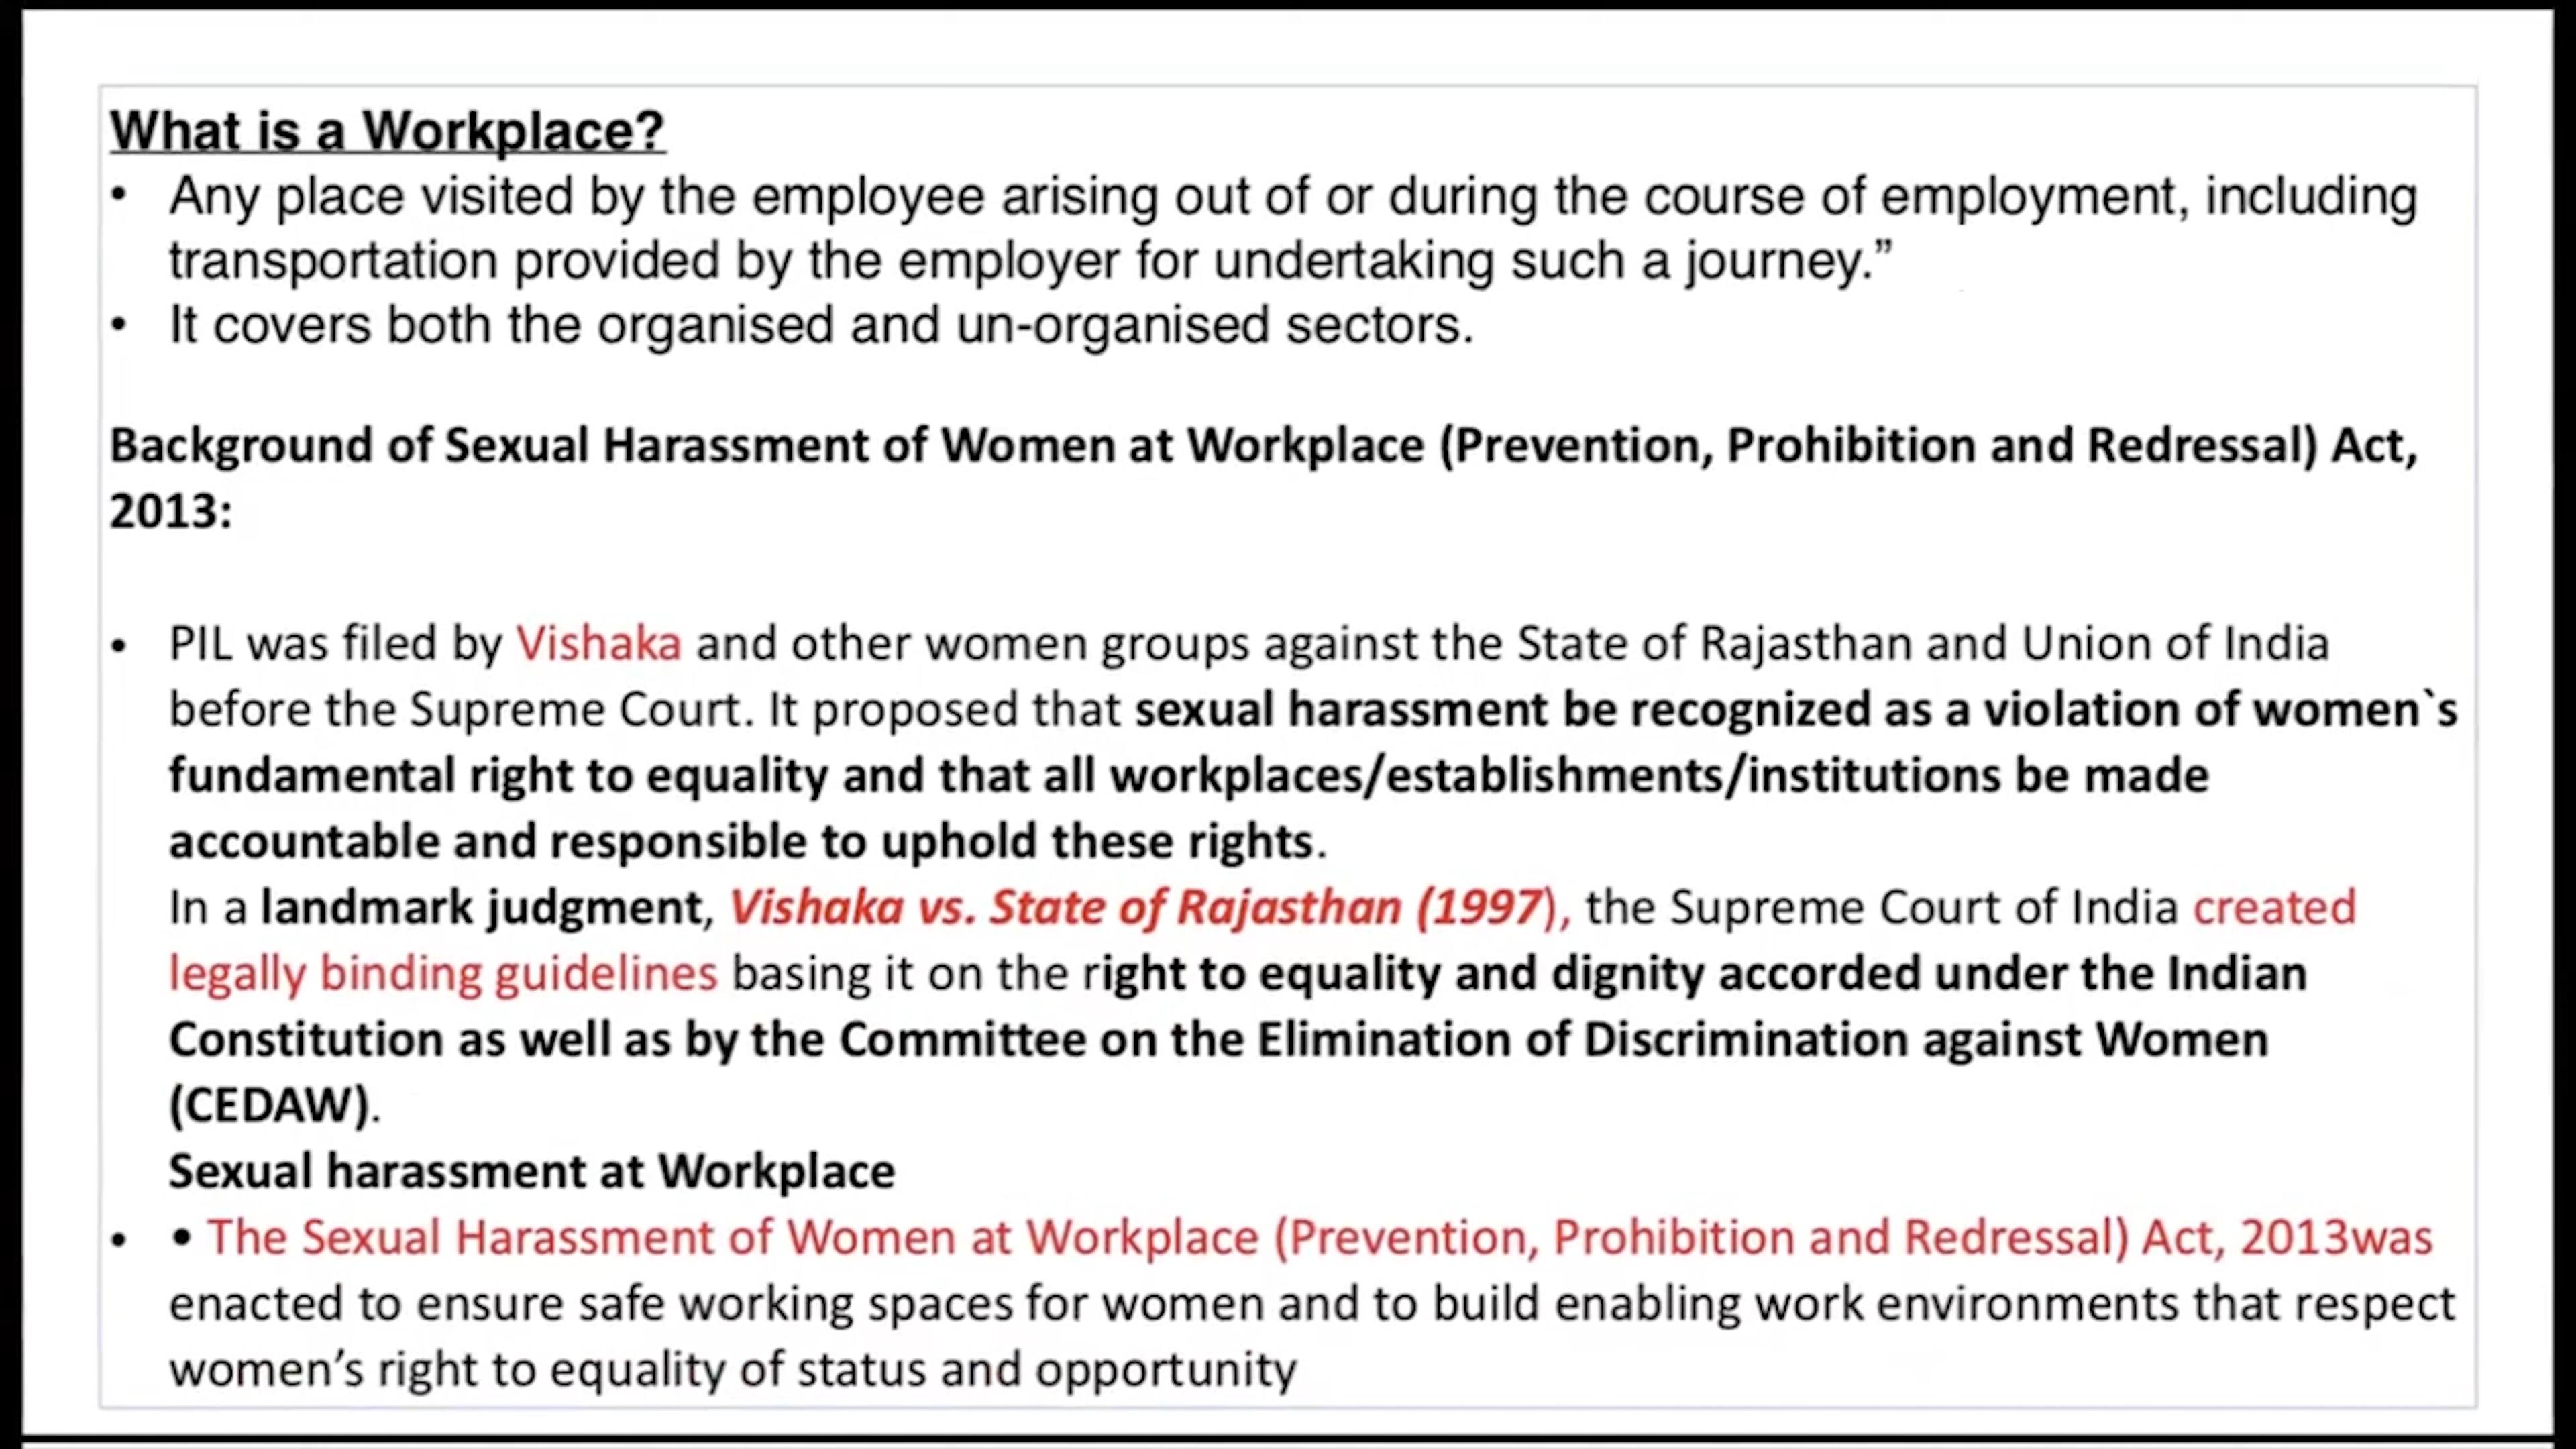 What is a Workplace?
• Any place visited by the employee arising out of or during the course of employment, including
transportation provided by the employer for undertaking such a journey.”
• It covers both the organised and un-organised sectors.
Background of Sexual Harassment of Women at Workplace (Prevention, Prohibition and Redressal) Act,
2013:
• PIL was filed by Vishaka and other women groups against the State of Rajasthan and Union of India
before the Supreme Court. It proposed that sexual harassment be recognized as a violation of women`s
fundamental right to equality and that all workplaces/establishments/institutions be made
accountable and responsible to uphold these rights.
In a landmark judgment, Vishaka vs. State of Rajasthan (1997), the Supreme Court of India created
legally binding guidelines basing it on the right to equality and dignity accorded under the Indian
Constitution as well as by the Committee on the Elimination of Discrimination against Women
(CEDAW).
Sexual harassment at Workplace
• • The Sexual Harassment of Women at Workplace (Prevention, Prohibition and Redressal) Act, 2013was
enacted to ensure safe working spaces for women and to build enabling work environments that respect
women’s right to equality of status and opportunity